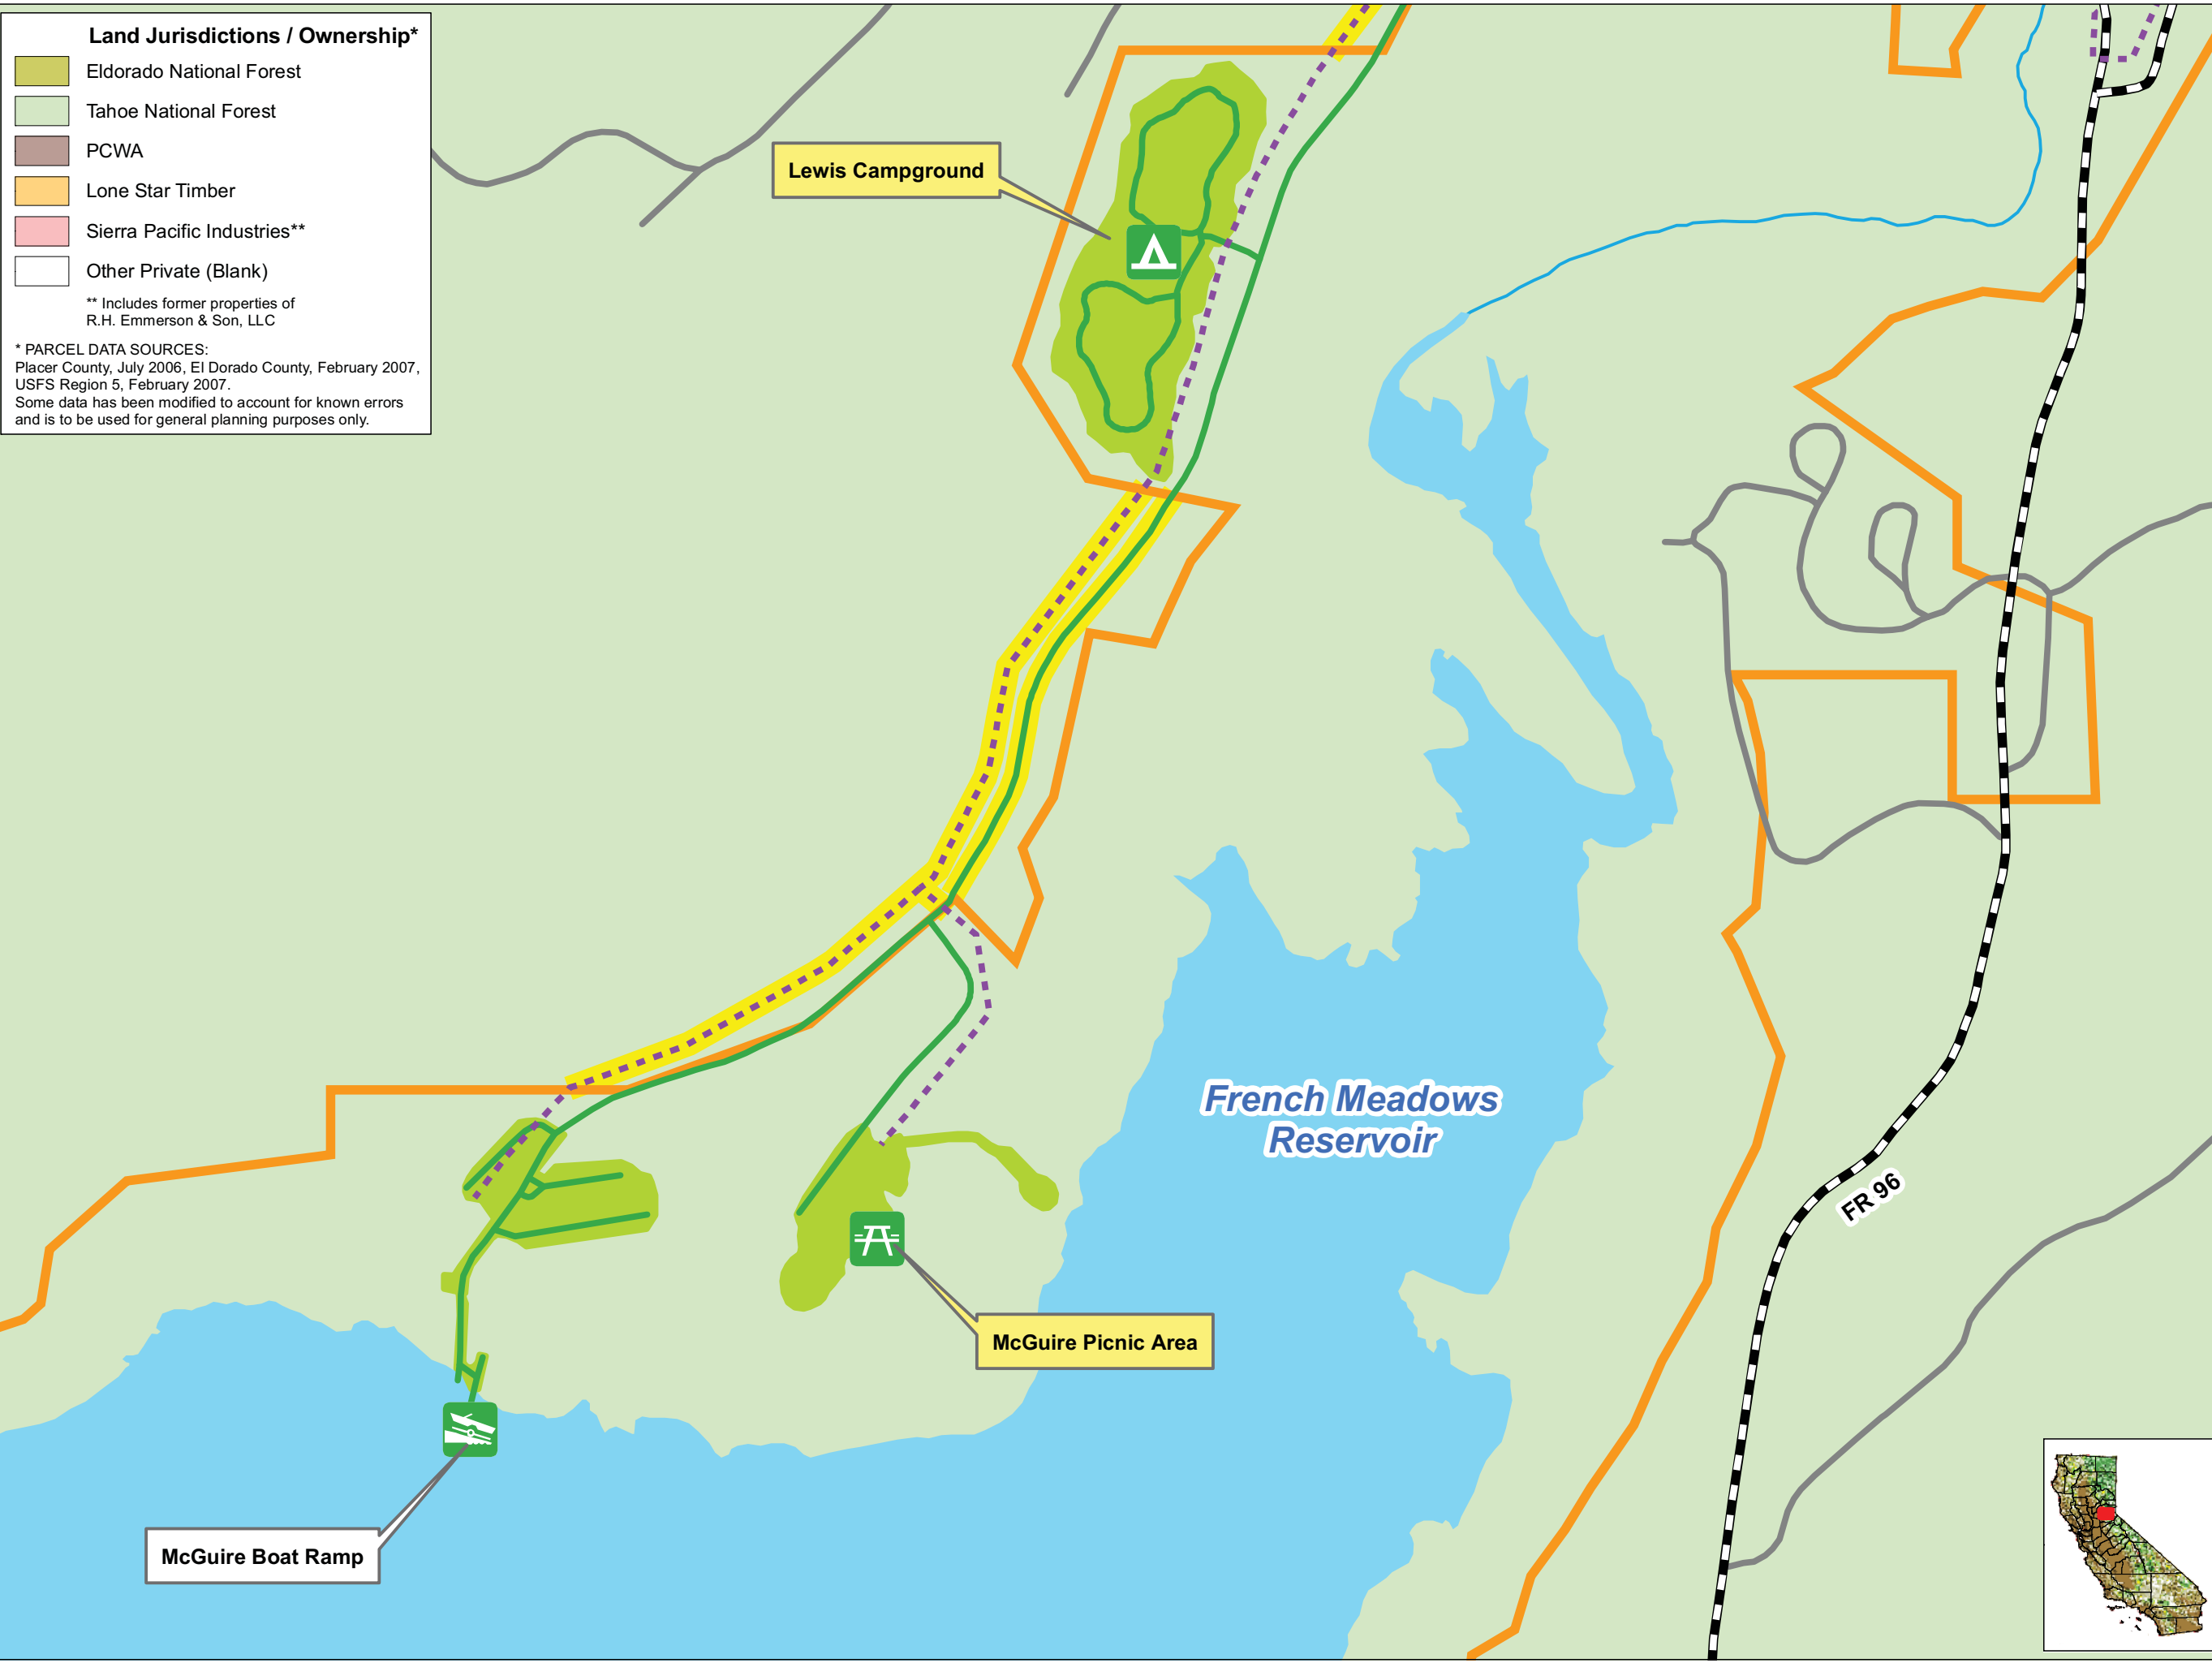 Land Jurisdictions / Ownership*
Eldorado National Forest
Tahoe National Forest
PCWA
Lone Star Timber
Sierra Pacific Industries**
Other Private (Blank)
** Includes former properties of
R.H. Emmerson & Son, LLC
* PARCEL DATA SOURCES:
Placer County, July 2006, El Dorado County, February 2007,
USFS Region 5, February 2007.
Some data has been modified to account for known errors
and is to be used for general planning purposes only.
Lewis Campground
French Meadows
Reservoir
FR 96
McGuire Picnic Area
McGuire Boat Ramp